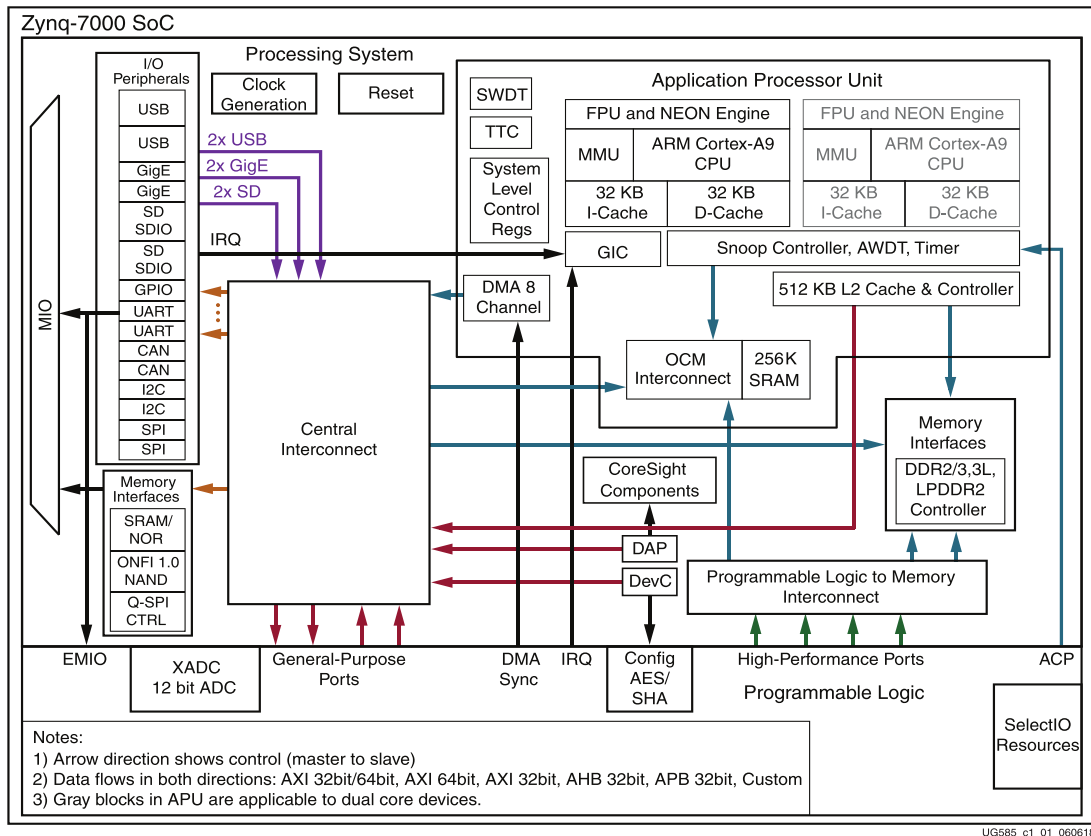 Zynq-7000 SoC
Processing System
I/O
Peripherals
USB
USB
GigE
GigE
SD
SDIO
SD
SDIO
GPIO
UART
UART
CAN
CAN
I2C
I2C
SPI
SPI
MIO
Clock
Generation
Reset
2x USB
2x GigE
2x SD
IRQ
Application Processor Unit
SWDT
TTC
System
Level
Control
Regs
FPU and NEON Engine
MMU
ARM Cortex-A9
CPU
32 KB
I-Cache
32 KB
D-Cache
FPU and NEON Engine
MMU
ARM Cortex-A9
CPU
32 KB
I-Cache
32 KB
D-Cache
GIC
Snoop Controller, AWDT, Timer
DMA 8
Channel
512 KB L2 Cache & Controller
OCM
Interconnect
256K
SRAM
Central
Interconnect
Memory
Interfaces
DDR2/3,3L,
LPDDR2
Controller
CoreSight
Components
DAP
DevC
Programmable Logic to Memory
Interconnect
Memory
Interfaces
SRAM/
NOR
ONFI 1.0
NAND
Q-SPI
CTRL
EMIO
XADC
12 bit ADC
General-Purpose
Ports
DMA
Sync
IRQ
Config
AES/
SHA
High-Performance Ports
ACP
Programmable Logic
SelectIO
Resources
Notes:
1) Arrow direction shows control (master to slave)
2) Data flows in both directions: AXI 32bit/64bit, AXI 64bit, AXI 32bit, AHB 32bit, APB 32bit, Custom
3) Gray blocks in APU are applicable to dual core devices.
UG585_c1_01_060618